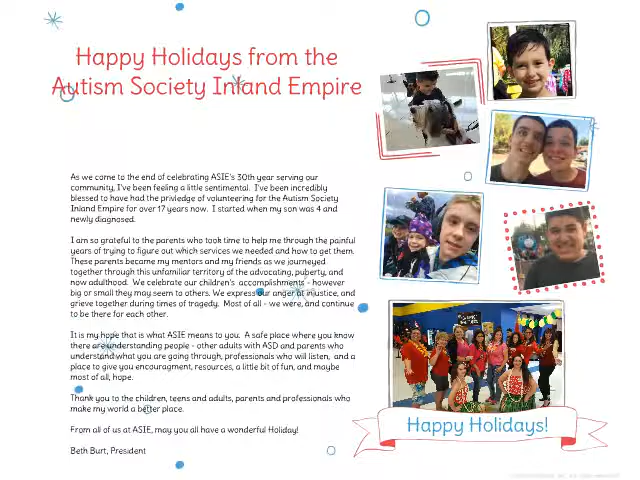 Happy Holidays from the
Autism Society Inland Empire
As we come to the end of celebrating ASIE's 30th year serving our
community, I've been feeling a little sentimental. I've been incredibly
blessed to have had the privledge of volunteering for the Autism Society
Inland Empire for over 17 years now. I started when my son was 4 and
newly diagnosed.
I am so grateful to the parents who took time to help me through the painful
years of trying to figure out which services we needed and how to get them.
These parents became my mentors and my friends as we journeyed
together through this unfamiliar territory of the advocating, puberty, and
now adulthood. We celebrate our children's accomplishments - however
big or small they may seem to others. We express our anger at injustice, and
grieve together during times of tragedy. Most of all - we were, and continue
to be there for each other.
It is my hope that is what ASIE means to you. A safe place where you know
there are understanding people - other adults with ASD and parents who
understand what you are going through, professionals who will listen, and a
place to give you encouragment, resources, a little bit of fun, and maybe
most of all, hope.
Thank you to the children, teens and adults, parents and professionals who
make my world a better place.
From all of us at ASIE, may you all have a wonderful Holiday!
Beth Burt, President
Happy Holidays!